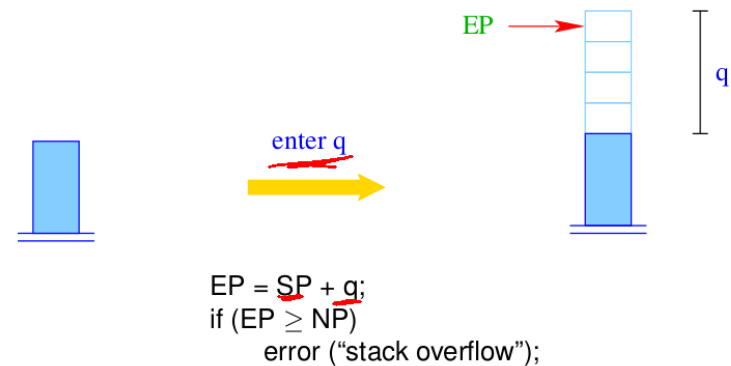 EP
q
enter q
EP = SP + q;
if (EP ≥ NP)
error (“stack overflow”);